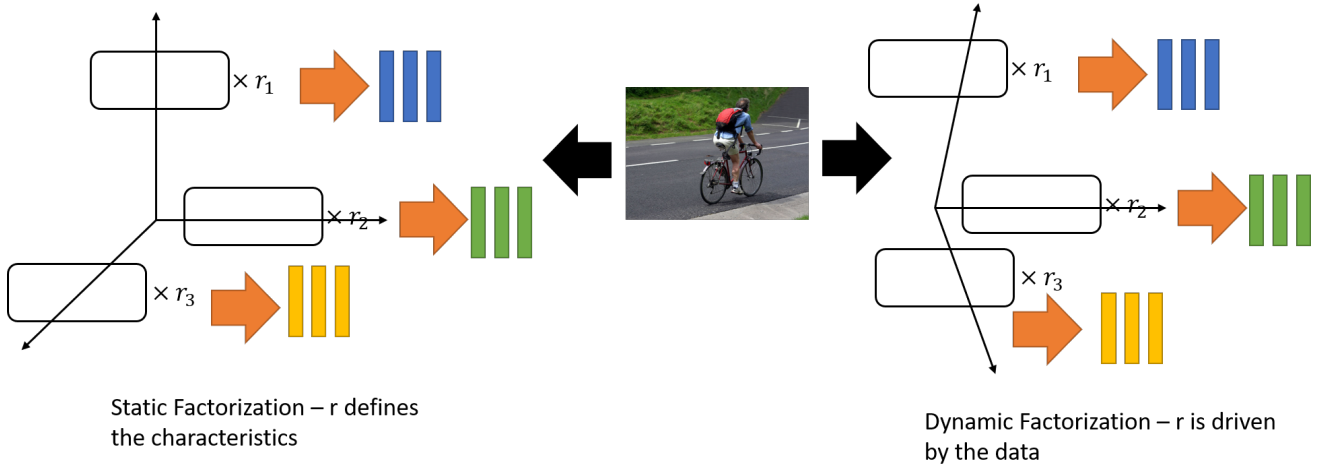 × r₁
× r₂
× r₃
Static Factorization – r defines
the characteristics
× r₁
× r₂
× r₃
Dynamic Factorization – r is driven
by the data